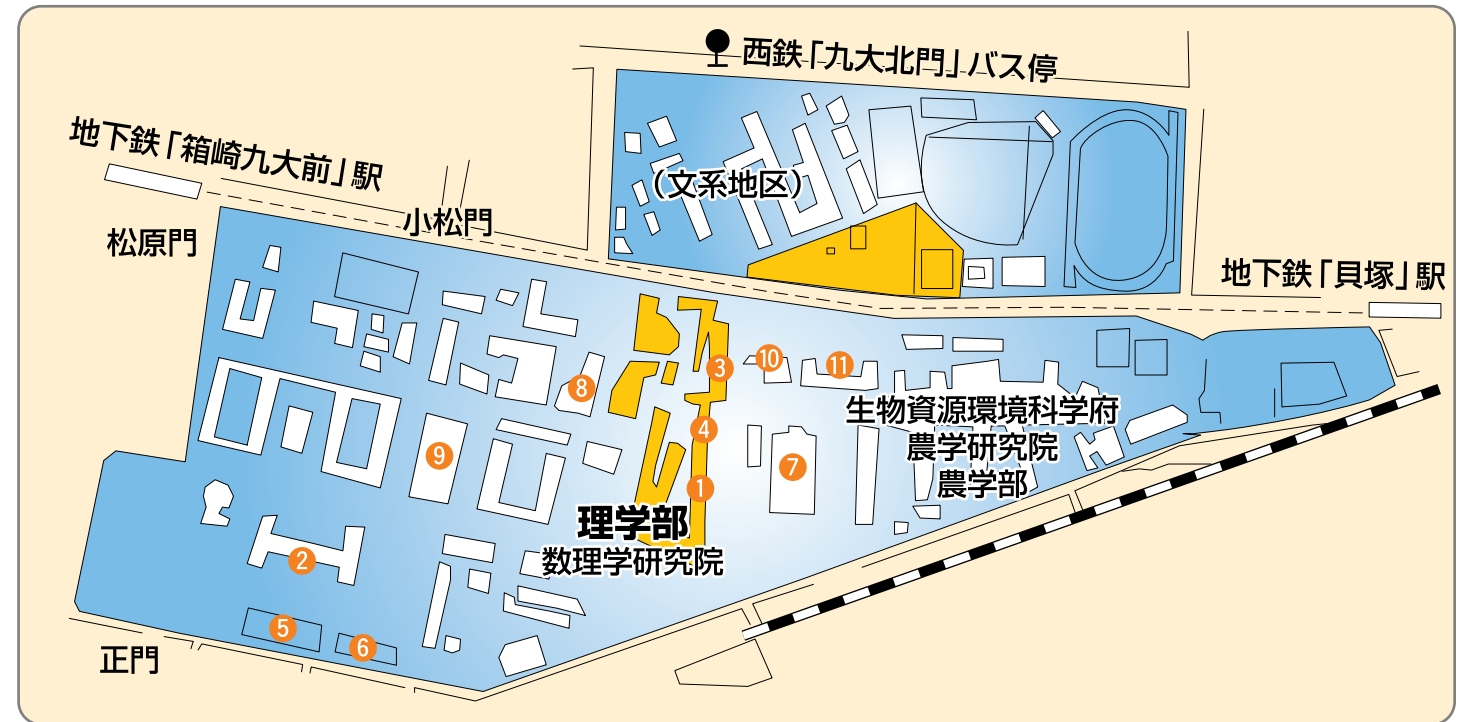 西鉄「九大北門」バス停
地下鉄「箱崎九大前」駅
(文系地区)
小松門
松原門
地下鉄「貝塚」駅
10
11
3
8
生物資源環境科学府
農学研究院
農学部
4
9
7
1
理学部
数理学研究院
2
5
6
正門